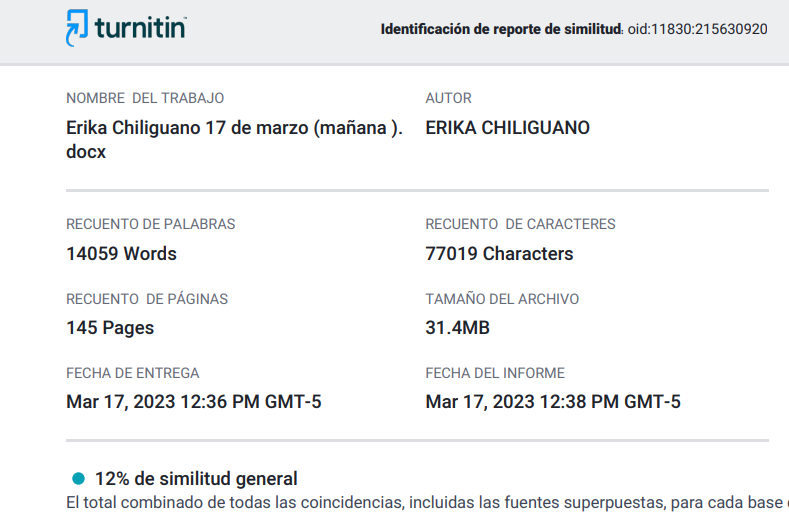 turnitin
Identificación de reporte de similitud: oid:11830:215630920
NOMBRE DEL TRABAJO
Erika Chiliguano 17 de marzo (mañana ).
docx
AUTOR
ERIKA CHILIGUANO
RECUENTO DE PALABRAS
14059 Words
RECUENTO DE CARACTERES
77019 Characters
RECUENTO DE PÁGINAS
145 Pages
TAMAÑO DEL ARCHIVO
31.4MB
FECHA DE ENTREGA
Mar 17, 2023 12:36 PM GMT-5
FECHA DEL INFORME
Mar 17, 2023 12:38 PM GMT-5
12% de similitud general
El total combinado de todas las coincidencias, incluidas las fuentes superpuestas, para cada base